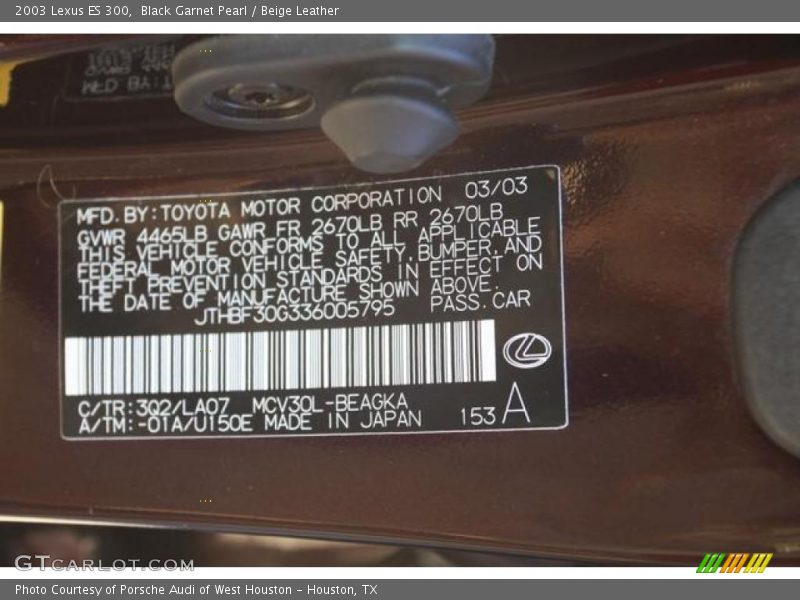 2003 Lexus ES 300, Black Garnet Pearl / Beige Leather
MFD BY
MFD. BY: TOYOTA MOTOR CORPORATION 03/03
GVWR 4465LB GAWR FR 2670LB RR 2670LB
THIS VEHICLE CONFORMS TO ALL APPLICABLE
FEDERAL MOTOR VEHICLE SAFETY, BUMPER, AND
THEFT PREVENTION STANDARDS IN EFFECT ON
THE DATE OF MANUFACTURE SHOWN ABOVE.
JTHBF30G336005795 PASS. CAR
C/TR: 3Q2/LA07 MCV30L-BEAGKA
A/TM: -01A/U150E MADE IN JAPAN 153 A
GTCARLOT.COM
Photo Courtesy of Porsche Audi of West Houston - Houston, TX